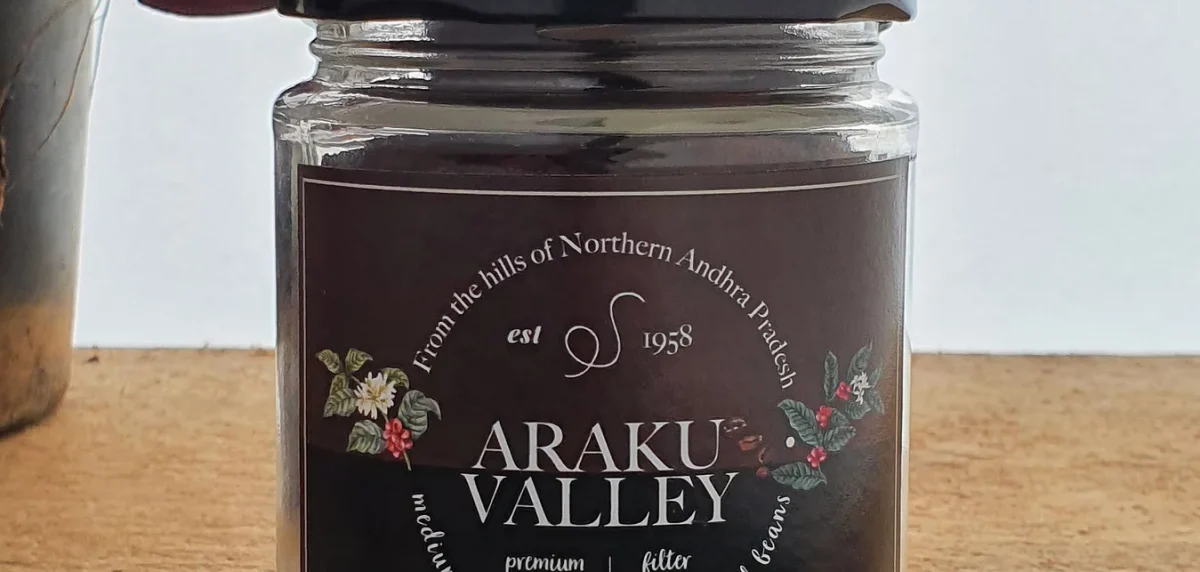 From the hills of Northern Andhra Pradesh
est S 1958
ARAKU
VALLEY
premium | filter
beans